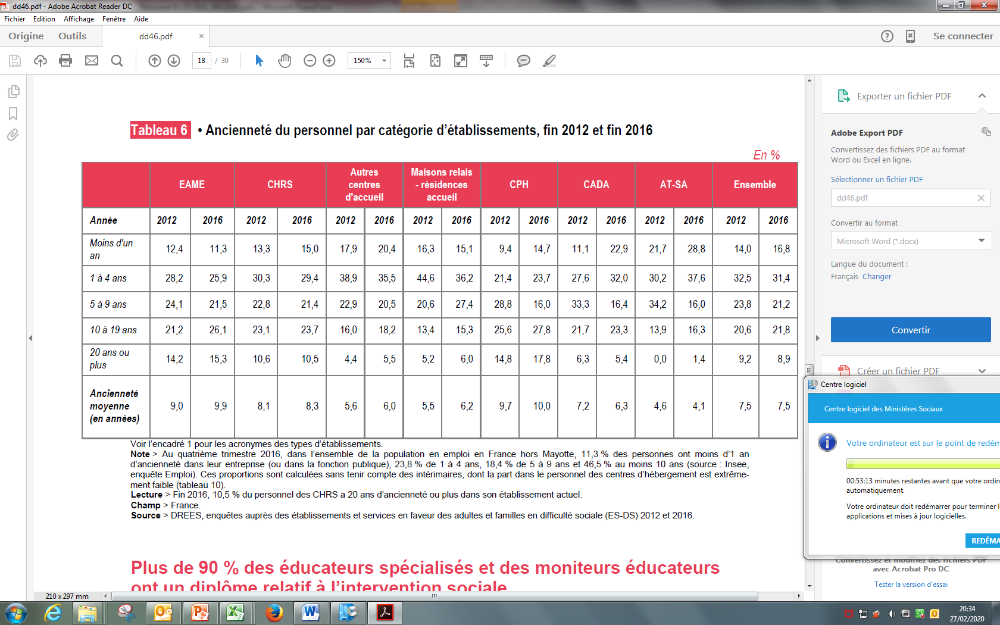 dd46.pdf - Adobe Acrobat Reader DC
Fichier Edition Affichage Fenêtre Aide
Origine Outils dd46.pdf × Se connecter
18 / 30 150%
Tableau 6 • Ancienneté du personnel par catégorie d’établissements, fin 2012 et fin 2016
En %
EAME CHRS Autres centres d'accueil Maisons relais - résidences accueil CPH CADA AT-SA Ensemble
Année 2012 2016 2012 2016 2012 2016 2012 2016 2012 2016 2012 2016 2012 2016 2012 2016
Moins d'un an 12,4 11,3 13,3 15,0 17,9 20,4 16,3 15,1 9,4 14,7 11,1 22,9 21,7 28,8 14,0 16,8
1 à 4 ans 28,2 25,9 30,3 29,4 38,9 35,5 44,6 36,2 21,4 23,7 27,6 32,0 30,2 37,6 32,5 31,4
5 à 9 ans 24,1 21,5 22,8 21,4 22,9 20,5 20,6 27,4 28,8 16,0 33,3 16,4 34,2 16,0 23,8 21,2
10 à 19 ans 21,2 26,1 23,1 23,7 16,0 18,2 13,4 15,3 25,6 27,8 21,7 23,3 13,9 16,3 20,6 21,8
20 ans ou plus 14,2 15,3 10,6 10,5 4,4 5,5 5,2 6,0 14,8 17,8 6,3 5,4 0,0 1,4 9,2 8,9
Ancienneté moyenne (en années) 9,0 9,9 8,1 8,3 5,6 6,0 5,5 6,2 9,7 10,0 7,2 6,3 4,6 4,1 7,5 7,5
Voir l’encadré 1 pour les acronymes des types d’établissements.
Note > Au quatrième trimestre 2016, dans l’ensemble de la population en emploi en France hors Mayotte, 11,3 % des personnes ont moins d’1 an
d’ancienneté dans leur entreprise (ou dans la fonction publique), 23,8 % de 1 à 4 ans, 18,4 % de 5 à 9 ans et 46,5 % au moins 10 ans (source : Insee,
enquête Emploi). Ces proportions sont calculées sans tenir compte des intérimaires, dont la part dans le personnel des centres d’hébergement est extrême-
ment faible (tableau 10).
Lecture > Fin 2016, 10,5 % du personnel des CHRS a 20 ans d’ancienneté ou plus dans son établissement actuel.
Champ > France.
Source > DREES, enquêtes auprès des établissements et services en faveur des adultes et familles en difficulté sociale (ES-DS) 2012 et 2016.
Plus de 90 % des éducateurs spécialisés et des moniteurs éducateurs
ont un diplôme relatif à l’intervention sociale
210 x 297 mm
Exporter un fichier PDF
Adobe Export PDF
Convertissez des fichiers PDF au format
Word ou Excel en ligne.
Sélectionner un fichier PDF
dd46.pdf
Convertir au format
Microsoft Word (*.docx)
Langue du document :
Français Changer
Convertir
Créer un fichier PDF
Centre logiciel
Centre logiciel des Ministères Sociaux
Votre ordinateur est sur le point de redém
00:53:13 minutes restantes avant que votre ordin
automatiquement.
Votre ordinateur doit redémarrer pour terminer l
applications et mises à jour logicielles.
REDÉMA
Convertissez et modifiez des fichiers PDF
avec Acrobat Pro DC
Tester la version d'essai
20:34
27/02/2020